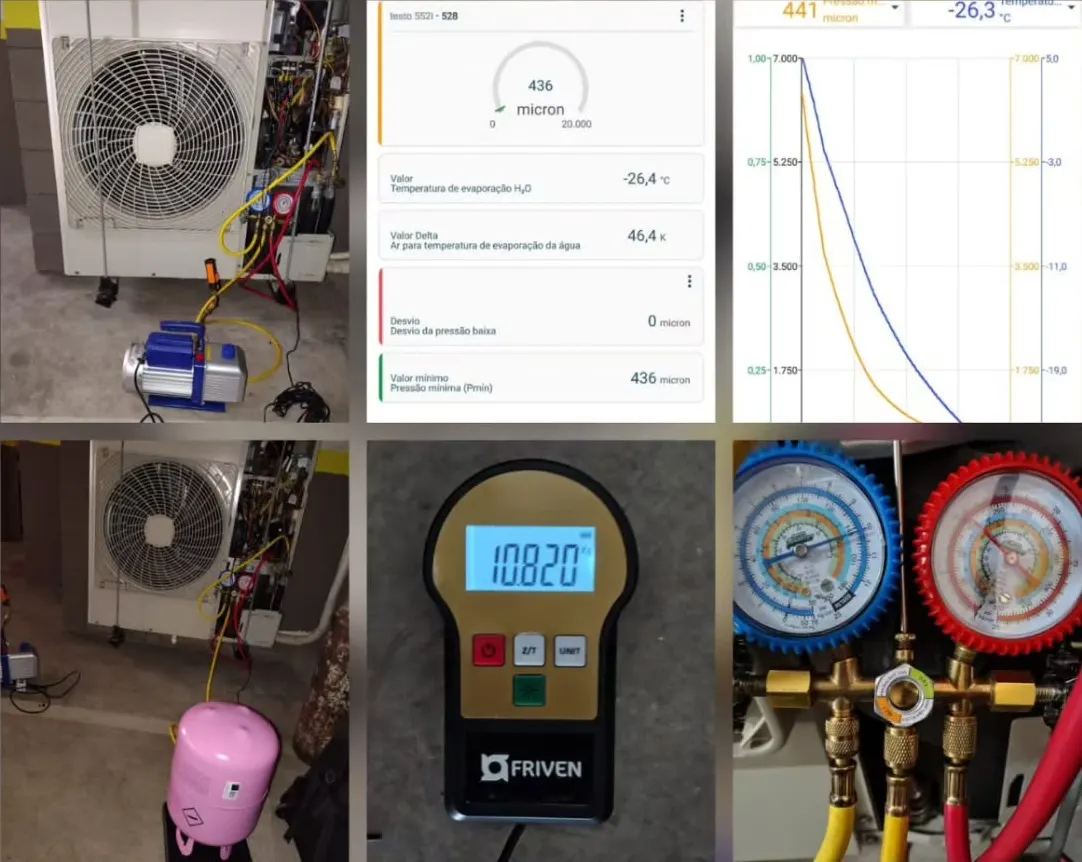 testo 552i - 528
436
micron
0
20.000
Valor
Temperatura de evaporação H₂O
-26,4 °C
Valor Delta
Ar para temperatura de evaporação da água
46,4 K
Desvio
Desvio da pressão baixa
0 micron
Valor mínimo
Pressão mínima (Pmin)
436 micron
441
micron
-26,3 °C
1,00 7.000 7.000 5,0
0,75 5.250 5.250 -3,0
0,50 3.500 3.500 -11,0
0,25 1.750 1.750 -19,0
10.820
Z/T
UNIT
FRIVEN